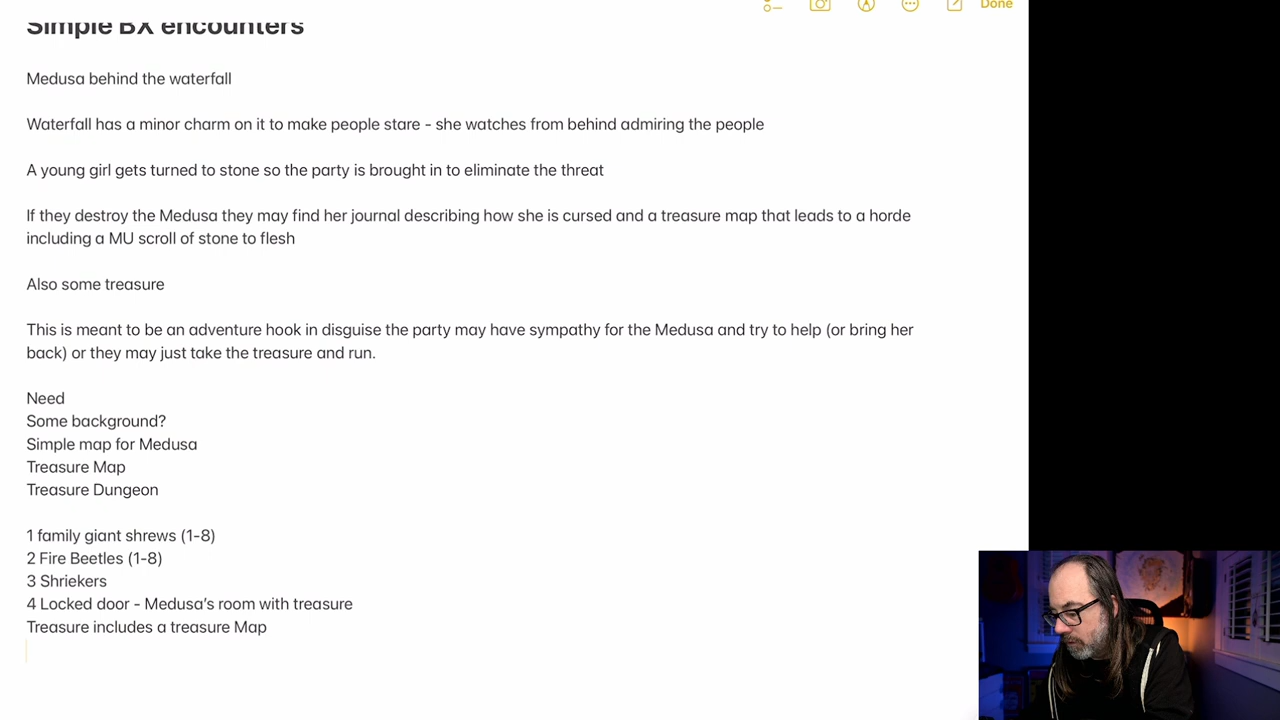 Done
Simple BX encounters
Medusa behind the waterfall
Waterfall has a minor charm on it to make people stare - she watches from behind admiring the people
A young girl gets turned to stone so the party is brought in to eliminate the threat
If they destroy the Medusa they may find her journal describing how she is cursed and a treasure map that leads to a horde
including a MU scroll of stone to flesh
Also some treasure
This is meant to be an adventure hook in disguise the party may have sympathy for the Medusa and try to help (or bring her
back) or they may just take the treasure and run.
Need
Some background?
Simple map for Medusa
Treasure Map
Treasure Dungeon
1 family giant shrews (1-8)
2 Fire Beetles (1-8)
3 Shriekers
4 Locked door - Medusa's room with treasure
Treasure includes a treasure Map